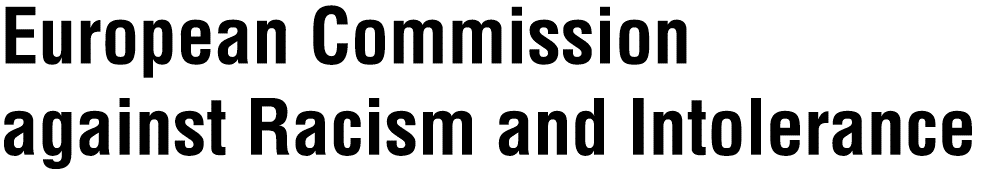 European Commission
against Racism and Intolerance